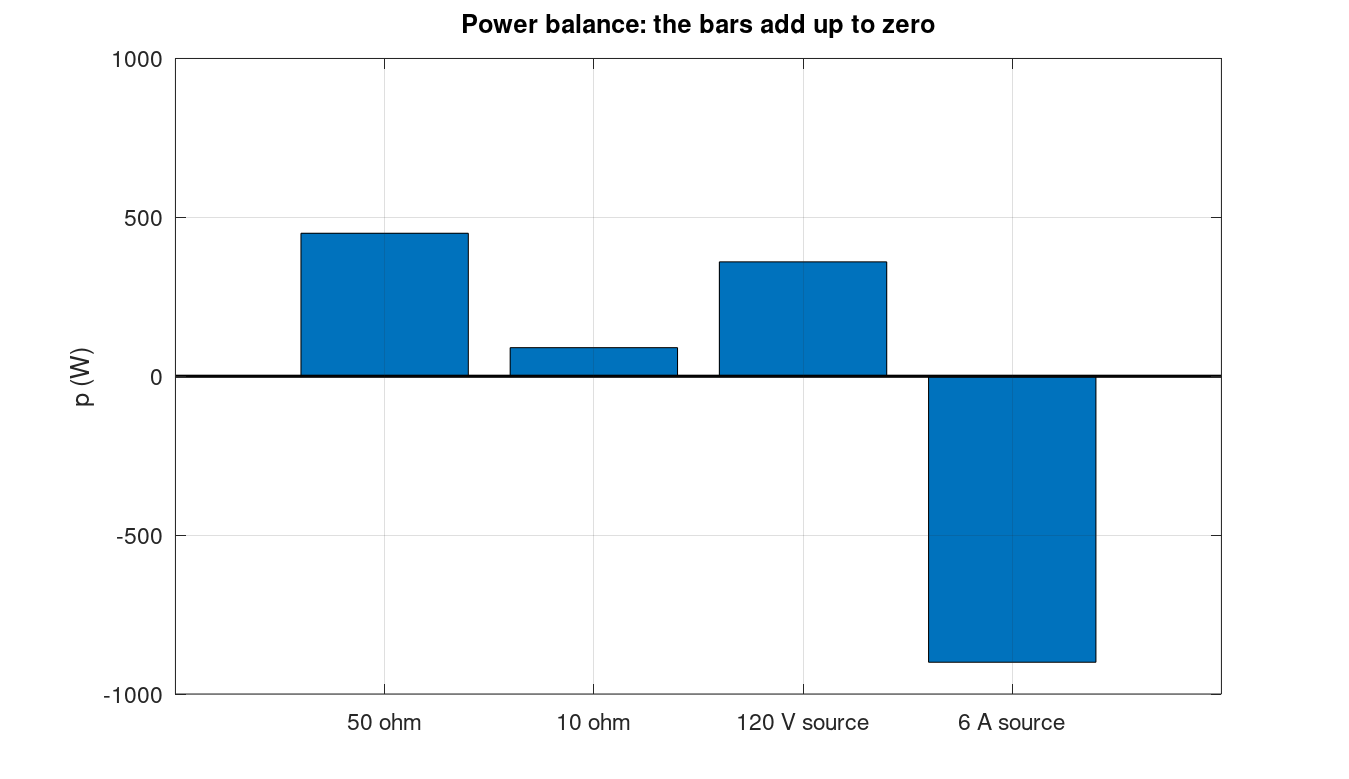 Power balance: the bars add up to zero
1000
500
0
-500
-1000
p (W)
50 ohm
10 ohm
120 V source
6 A source